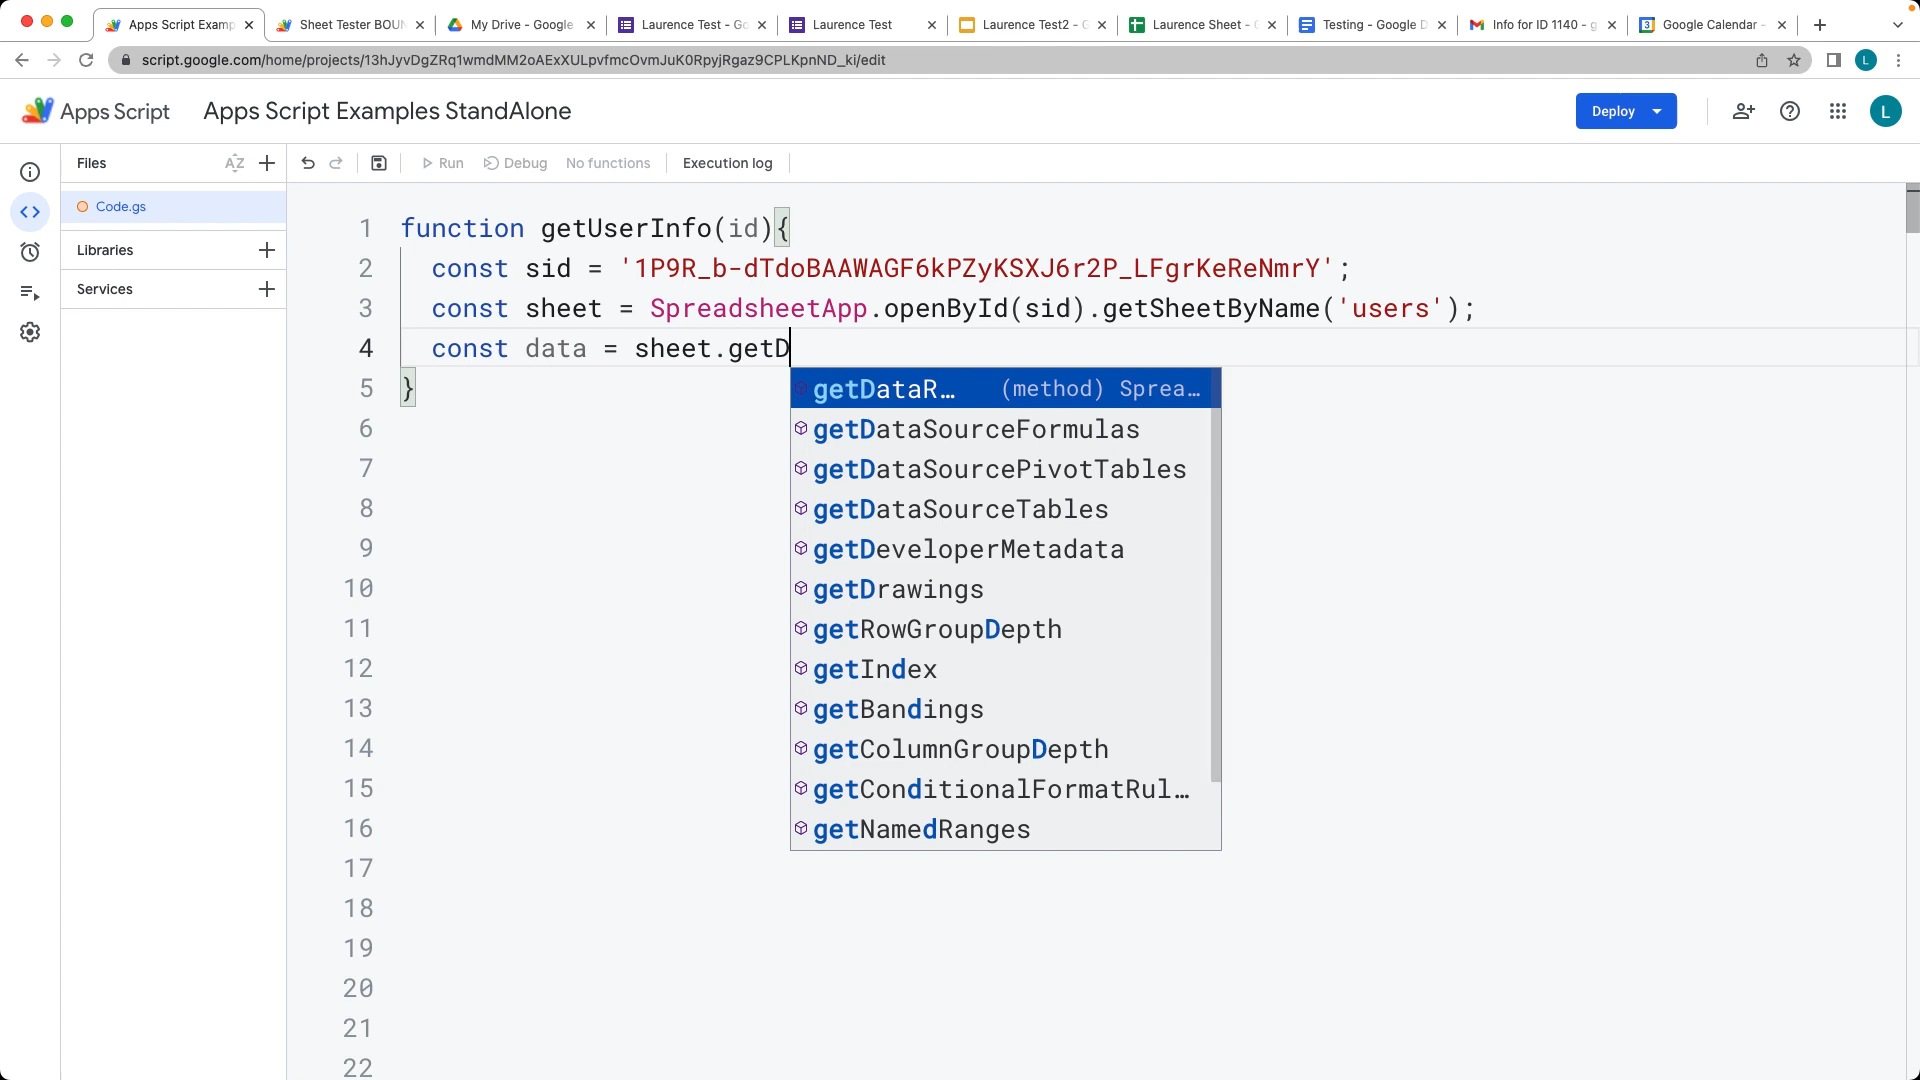 Apps Script Examp
Sheet Tester BOUN
My Drive - Google
Laurence Test - Go
Laurence Test
Laurence Test2 - G
Laurence Sheet - G
Testing - Google D
Info for ID 1140 - g
Google Calendar -
script.google.com/home/projects/13hJyvDgZRq1wmdMM2oAExXULpvfmcOvmJuK0RpyjRgaz9CPLKpnND_ki/edit
L
Apps Script
Apps Script Examples StandAlone
Deploy
L
Files
AZ
Run
Debug
No functions
Execution log
Code.gs
Libraries
Services
1 function getUserInfo(id){
2 const sid = '1P9R_b-dTdoBAAWAGF6kPZyKSXJ6r2P_LFgrKeReNmrY';
3 const sheet = SpreadsheetApp.openById(sid).getSheetByName('users');
4 const data = sheet.getD
5 }
getDataR… (method) Sprea…
6 getDataSourceFormulas
7 getDataSourcePivotTables
8 getDataSourceTables
9 getDeveloperMetadata
10 getDrawings
11 getRowGroupDepth
12 getIndex
13 getBandings
14 getColumnGroupDepth
15 getConditionalFormatRul…
16 getNamedRanges
17
18
19
20
21
22